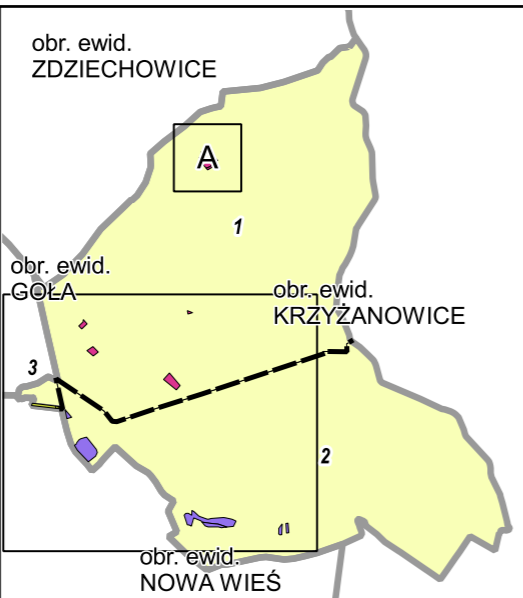 obr. ewid.
ZDZIECHOWICE
A
1
obr. ewid.
GOŁA
obr. ewid.
KRZYŻANOWICE
3
2
obr. ewid.
NOWA WIEŚ